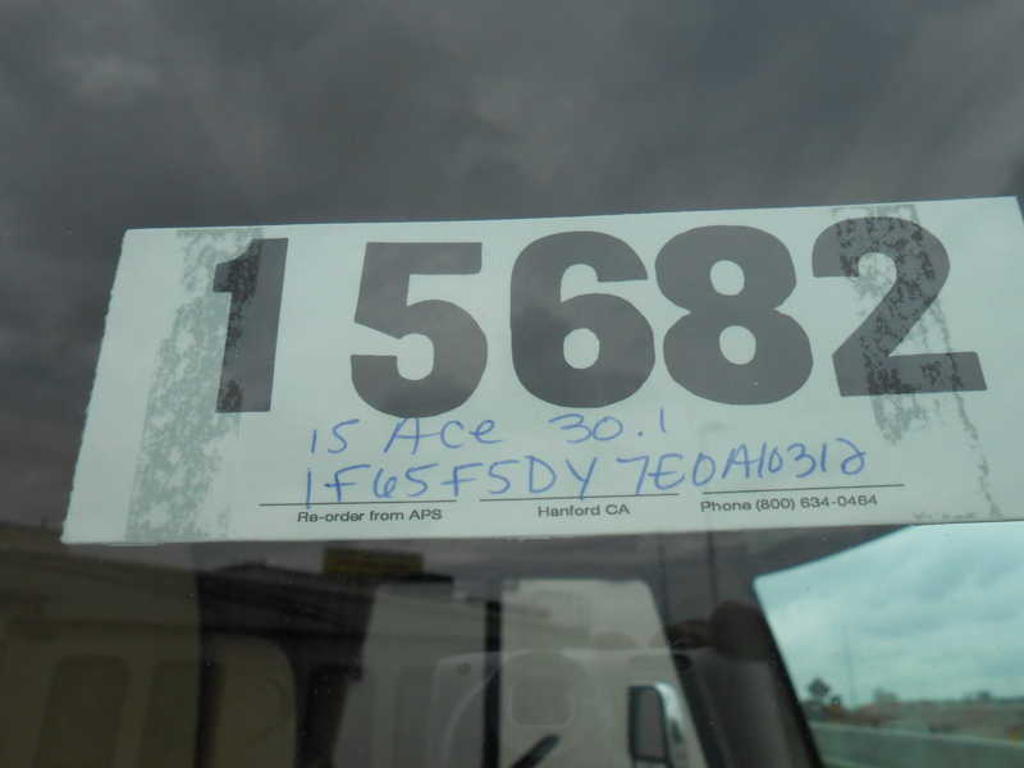 15682
15 Ace 30.1
1F65F5DY7E0A10312
Re-order from APS Hanford CA Phone (800) 634-0464